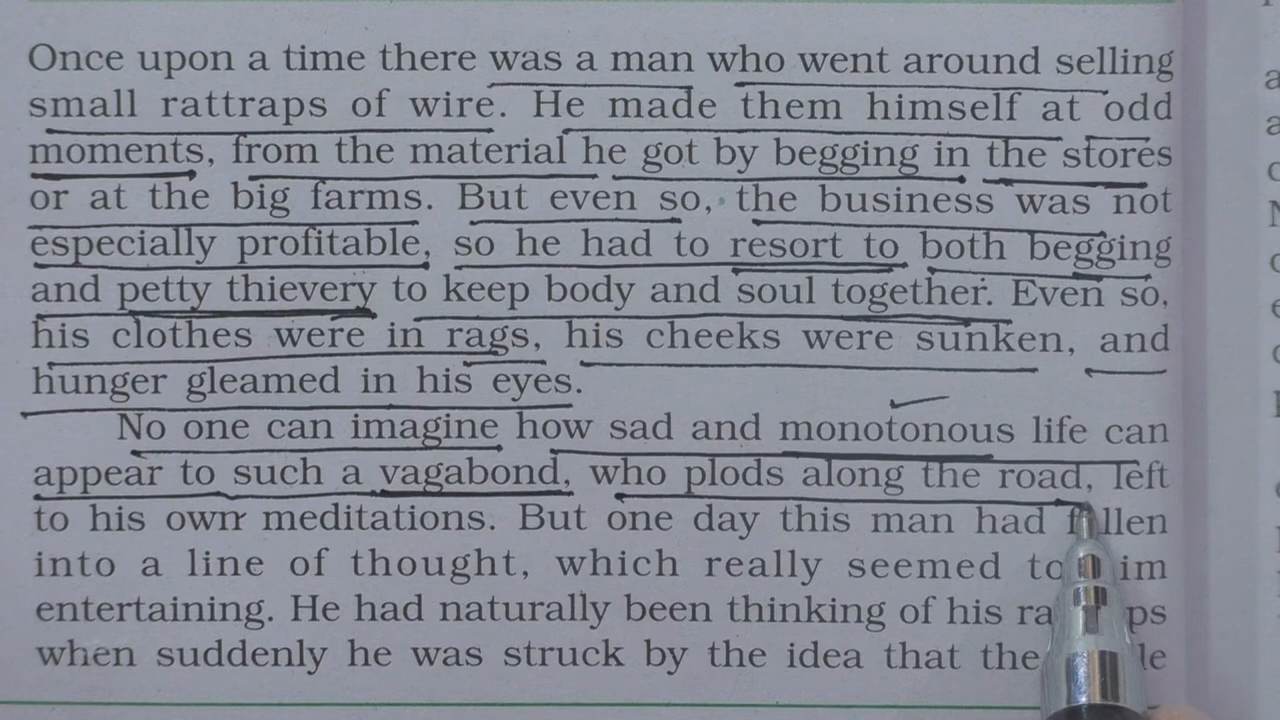 Once upon a time there was a man who went around selling
small rattraps of wire. He made them himself at odd
moments, from the material he got by begging in the stores
or at the big farms. But even so, the business was not
especially profitable, so he had to resort to both begging
and petty thievery to keep body and soul together. Even so,
his clothes were in rags, his cheeks were sunken, and
hunger gleamed in his eyes.
No one can imagine how sad and monotonous life can
appear to such a vagabond, who plods along the road, left
to his own meditations. But one day this man had
into a line of thought, which really seemed to
entertaining. He had naturally been thinking of his
when suddenly he was struck by the idea that the